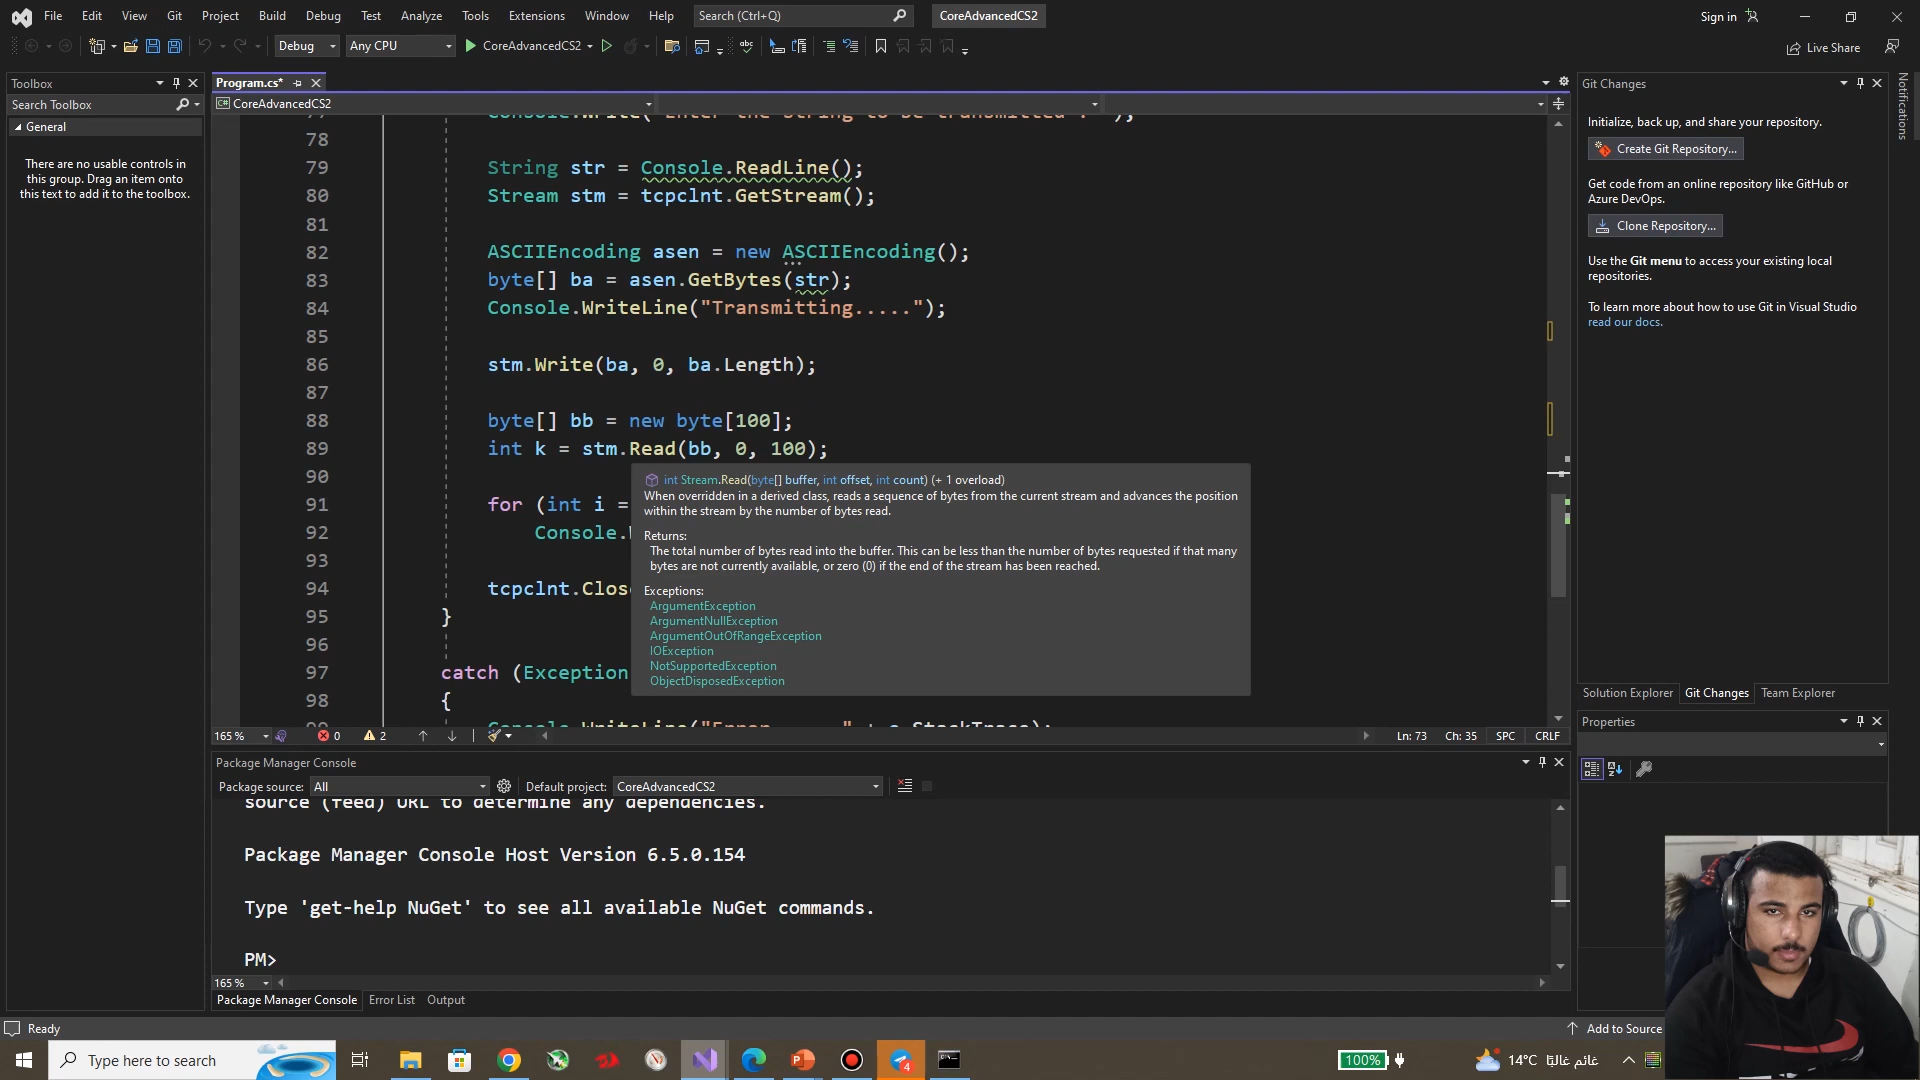 File Edit View Git Project Build Debug Test Analyze Tools Extensions Window Help Search (Ctrl+Q) CoreAdvancedCS2 Sign in
Debug Any CPU CoreAdvancedCS2 Live Share
Toolbox
Search Toolbox
General
There are no usable controls in
this group. Drag an item onto
this text to add it to the toolbox.
Program.cs*
CoreAdvancedCS2
77 Console.Write("Enter the String to be transmitted : ");
78
79 String str = Console.ReadLine();
80 Stream stm = tcpclnt.GetStream();
81
82 ASCIIEncoding asen = new ASCIIEncoding();
83 byte[] ba = asen.GetBytes(str);
84 Console.WriteLine("Transmitting.....");
85
86 stm.Write(ba, 0, ba.Length);
87
88 byte[] bb = new byte[100];
89 int k = stm.Read(bb, 0, 100);
90
91 for (int i =
92 Console.
93
94 tcpclnt.Clos
95 }
96
97 catch (Exception
98 {
99 Console.WriteLine("Error..... " + e.StackTrace);
int Stream.Read(byte[] buffer, int offset, int count) (+ 1 overload)
When overridden in a derived class, reads a sequence of bytes from the current stream and advances the position
within the stream by the number of bytes read.
Returns:
The total number of bytes read into the buffer. This can be less than the number of bytes requested if that many
bytes are not currently available, or zero (0) if the end of the stream has been reached.
Exceptions:
ArgumentException
ArgumentNullException
ArgumentOutOfRangeException
IOException
NotSupportedException
ObjectDisposedException
165 % 0 2 Ln: 73 Ch: 35 SPC CRLF
Package Manager Console
Package source: All Default project: CoreAdvancedCS2
source (feed) URL to determine any dependencies.
Package Manager Console Host Version 6.5.0.154
Type 'get-help NuGet' to see all available NuGet commands.
PM>
165 %
Package Manager Console Error List Output
Git Changes
Initialize, back up, and share your repository.
Create Git Repository...
Get code from an online repository like GitHub or
Azure DevOps.
Clone Repository...
Use the Git menu to access your existing local
repositories.
To learn more about how to use Git in Visual Studio
read our docs.
Solution Explorer Git Changes Team Explorer
Properties
Notifications
Ready Add to Source
Type here to search 4 100% 14°C غائم غالبًا